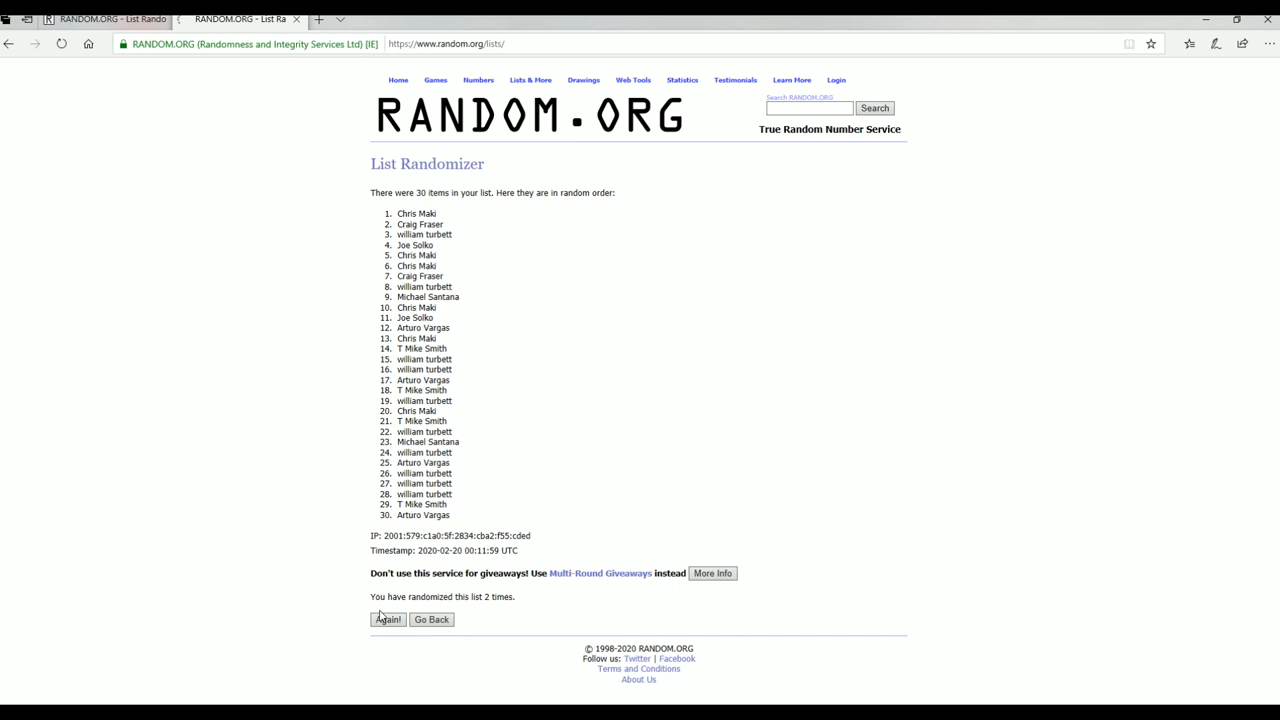 RANDOM.ORG - List Rando
RANDOM.ORG - List Ra
RANDOM.ORG (Randomness and Integrity Services Ltd) [IE]
https://www.random.org/lists/
Home Games Numbers Lists & More Drawings Web Tools Statistics Testimonials Learn More Login
RANDOM.ORG
Search RANDOM.ORG
Search
True Random Number Service
List Randomizer
There were 30 items in your list. Here they are in random order:
1. Chris Maki
2. Craig Fraser
3. william turbett
4. Joe Solko
5. Chris Maki
6. Chris Maki
7. Craig Fraser
8. william turbett
9. Michael Santana
10. Chris Maki
11. Joe Solko
12. Arturo Vargas
13. Chris Maki
14. T Mike Smith
15. william turbett
16. william turbett
17. Arturo Vargas
18. T Mike Smith
19. william turbett
20. Chris Maki
21. T Mike Smith
22. william turbett
23. Michael Santana
24. william turbett
25. Arturo Vargas
26. william turbett
27. william turbett
28. william turbett
29. T Mike Smith
30. Arturo Vargas
IP: 2001:579:c1a0:5f:2834:cba2:f55:cded
Timestamp: 2020-02-20 00:11:59 UTC
Don't use this service for giveaways! Use Multi-Round Giveaways instead More Info
You have randomized this list 2 times.
Again! Go Back
© 1998-2020 RANDOM.ORG
Follow us: Twitter | Facebook
Terms and Conditions
About Us